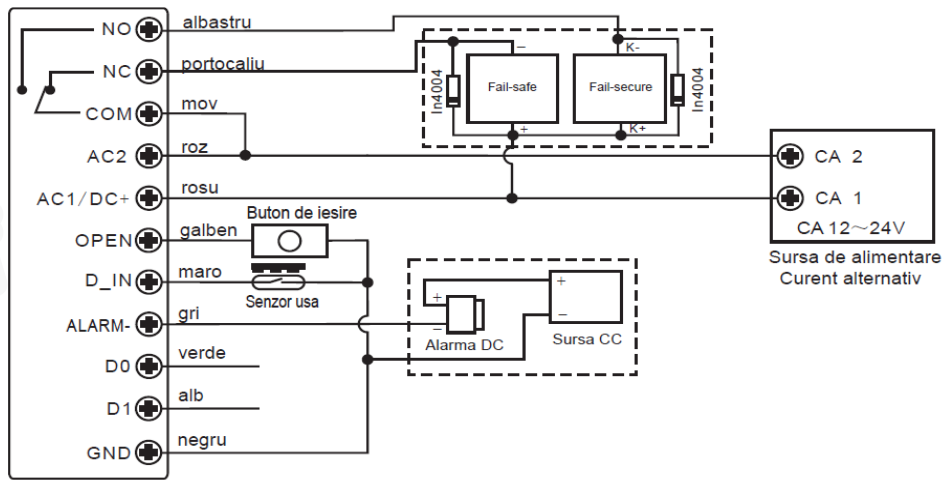 NO albastru
NC portocaliu
COM mov
AC2 roz
AC1/DC+ rosu
OPEN galben
D_IN maro
ALARM- gri
D0 verde
D1 alb
GND negru
Buton de iesire
Senzor usa
In4004
−
Fail-safe
+
K-
Fail-secure
K+
In4004
CA 2
CA 1
CA 12～24V
Sursa de alimentare
Curent alternativ
+
−
Alarma DC
+
−
Sursa CC